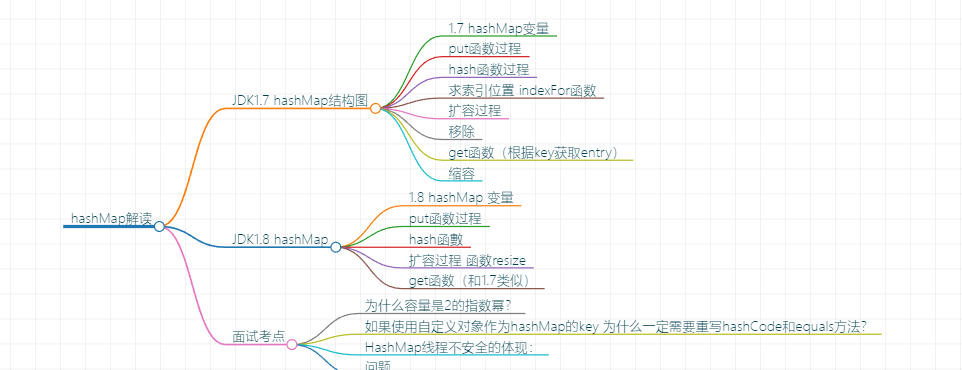 hashMap解读
JDK1.7 hashMap结构图
1.7 hashMap变量
put函数过程
hash函数过程
求索引位置 indexFor函数
扩容过程
移除
get函数（根据key获取entry）
缩容
JDK1.8 hashMap
1.8 hashMap 变量
put函数过程
hash函數
扩容过程 函数resize
get函数（和1.7类似）
面试考点
为什么容量是2的指数幂？
如果使用自定义对象作为hashMap的key 为什么一定需要重写hashCode和equals方法？
HashMap线程不安全的体现：
问题